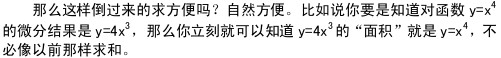 那么这样倒过来的求方便吗？自然方便。比如说你要是知道对函数 y=x⁴
的微分结果是 y=4x³，那么你立刻就可以知道 y=4x³ 的“面积”就是 y=x⁴，不
必像以前那样求和。